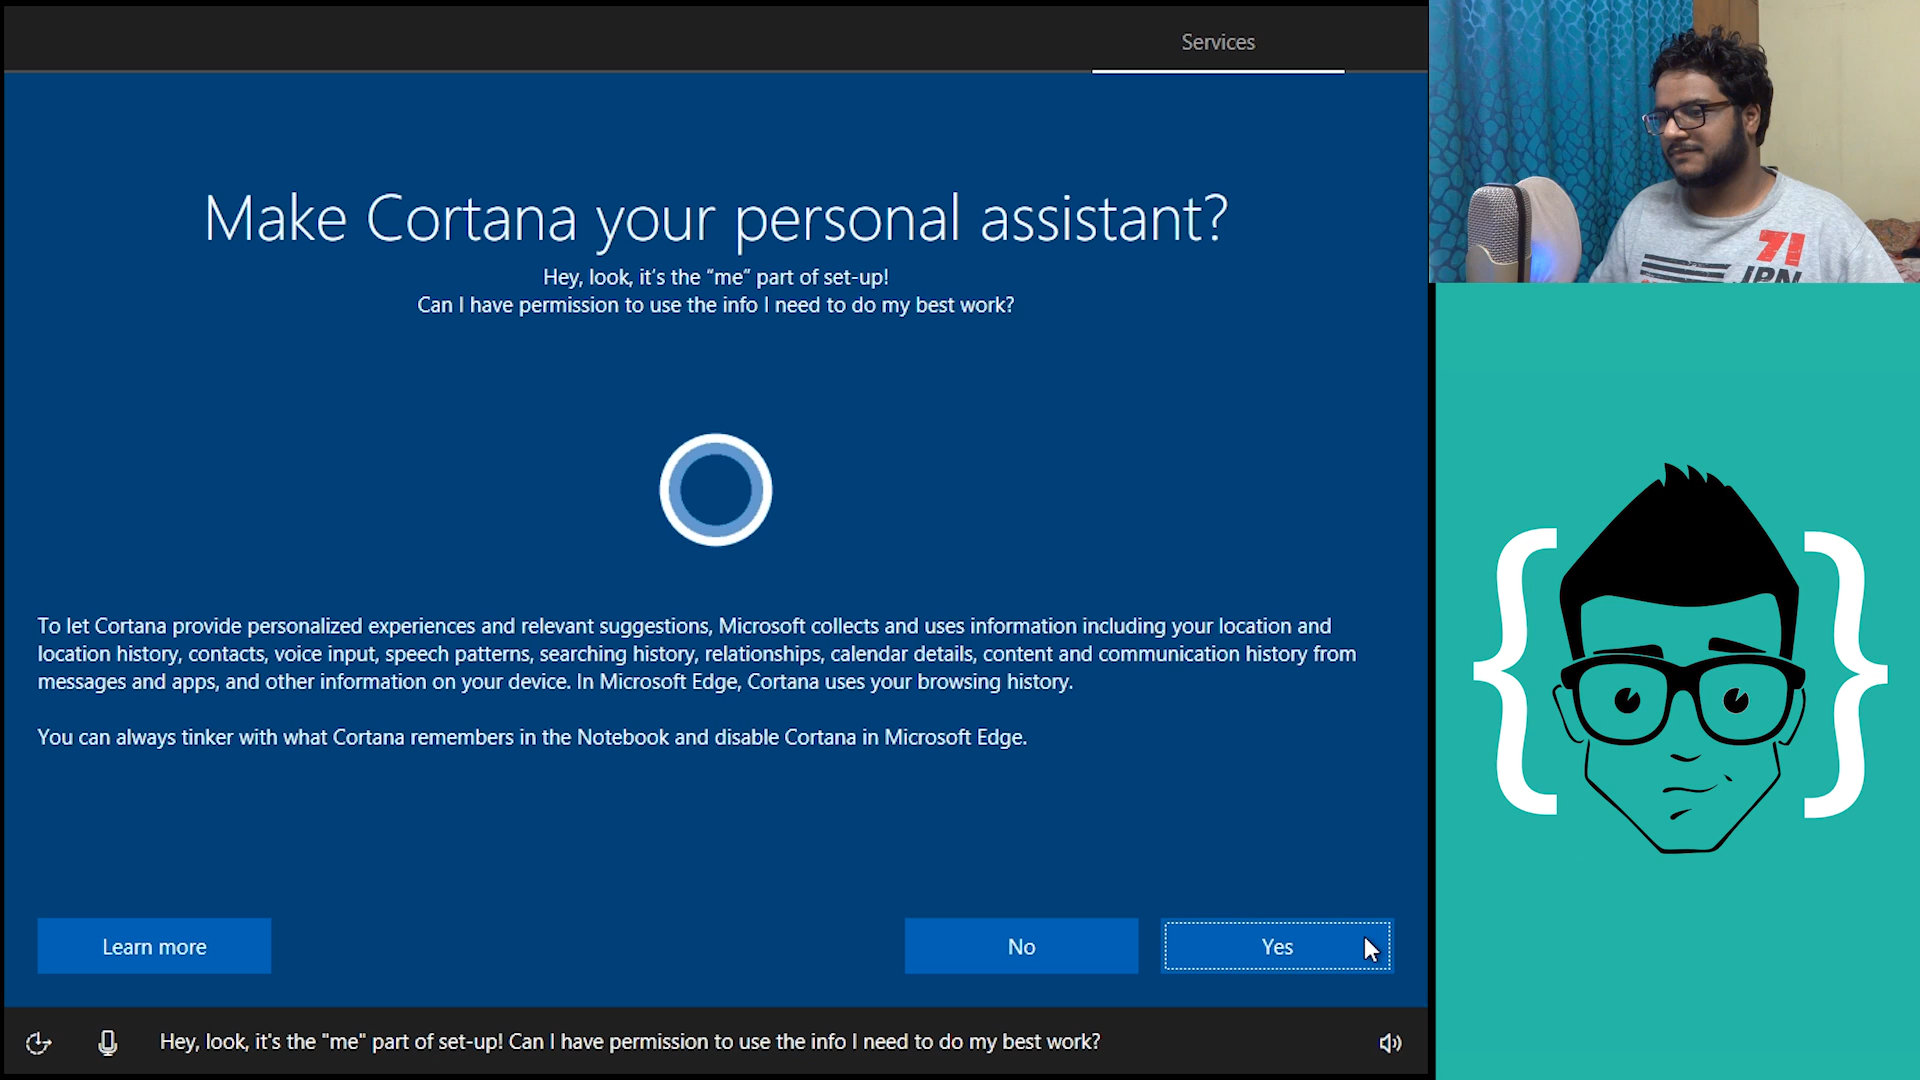 Services
Make Cortana your personal assistant?
Hey, look, it's the “me“ part of set-up!
Can I have permission to use the info I need to do my best work?
To let Cortana provide personalized experiences and relevant suggestions, Microsoft collects and uses information including your location and
location history, contacts, voice input, speech patterns, searching history, relationships, calendar details, content and communication history from
messages and apps, and other information on your device. In Microsoft Edge, Cortana uses your browsing history.
You can always tinker with what Cortana remembers in the Notebook and disable Cortana in Microsoft Edge.
Learn more
No
Yes
Hey, look, it's the "me" part of set-up! Can I have permission to use the info I need to do my best work?
71
JPN